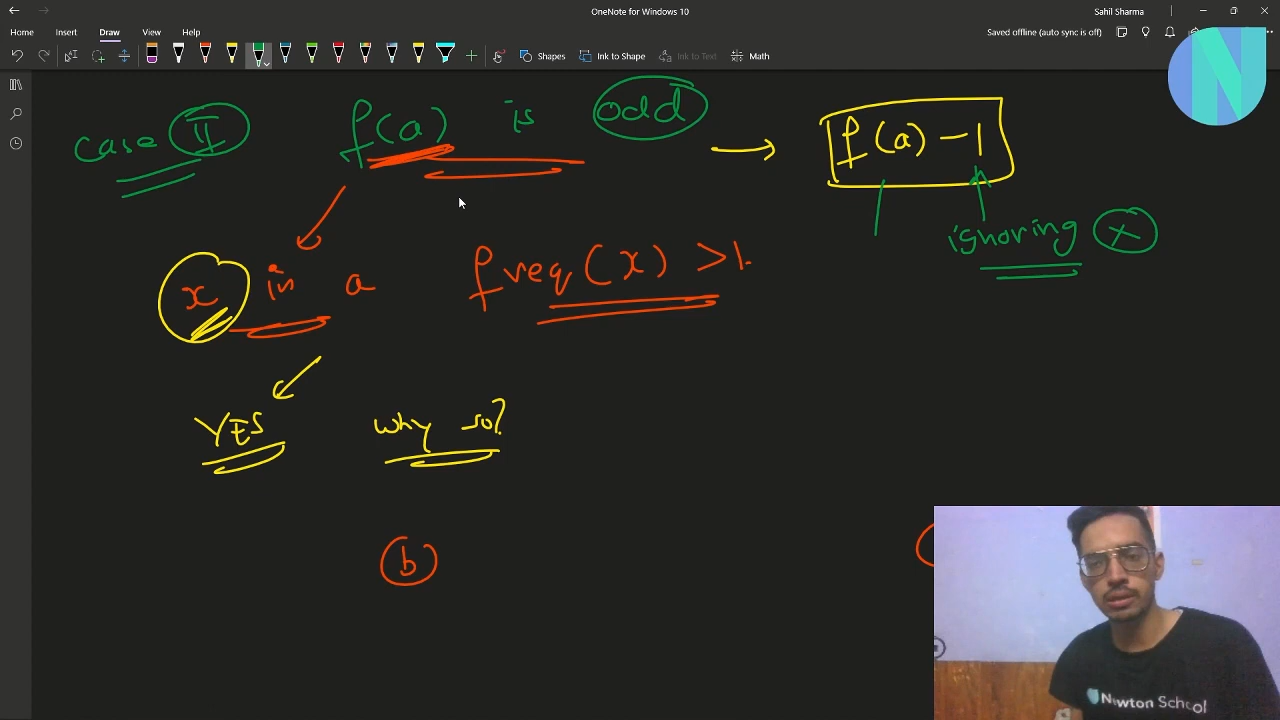 OneNote for Windows 10
Sahil Sharma
Home Insert Draw View Help
Saved offline (auto sync is off)
Shapes Ink to Shape Ink to Text Math
case II f(a) is odd → f(a) - 1
ignoring x
x in a freq(x) > 1.
YES why so?
b
Newton School